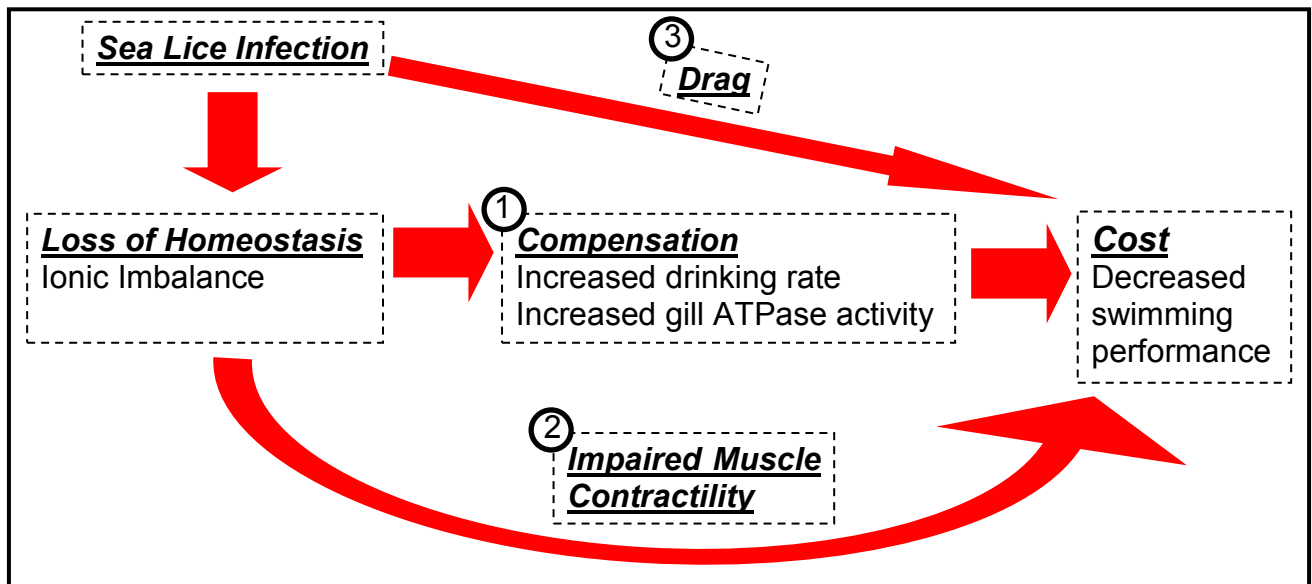 Sea Lice Infection
3
Drag
1
Loss of Homeostasis
Ionic Imbalance
Compensation
Increased drinking rate
Increased gill ATPase activity
Cost
Decreased
swimming
performance
2
Impaired Muscle
Contractility